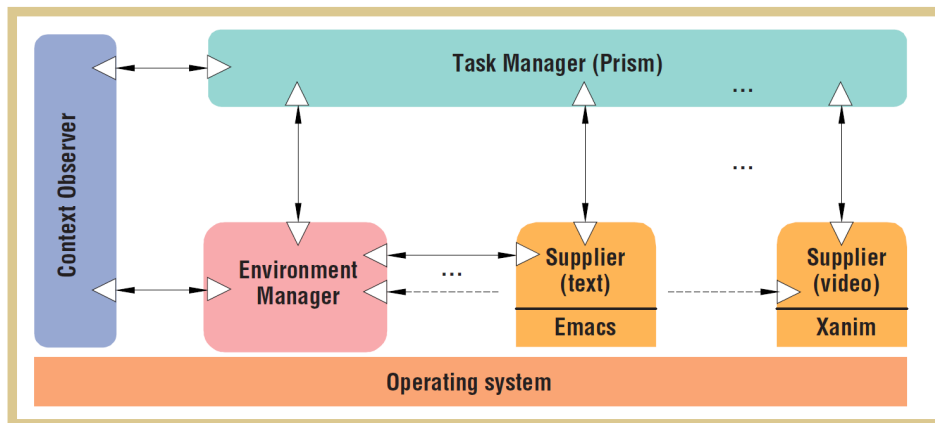 Task Manager (Prism)
...
...
Context Observer
Environment
Manager
...
Supplier
(text)
Emacs
Supplier
(video)
Xanim
Operating system